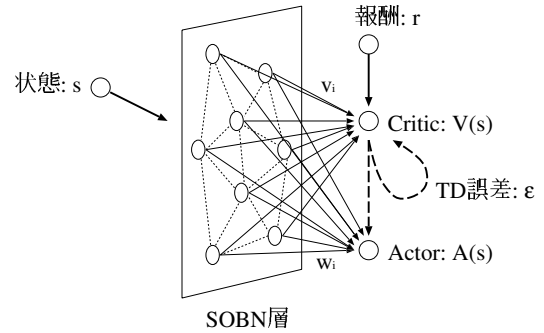 報酬: r
状態: s
vᵢ
Critic: V(s)
TD誤差: ε
Actor: A(s)
wᵢ
SOBN層